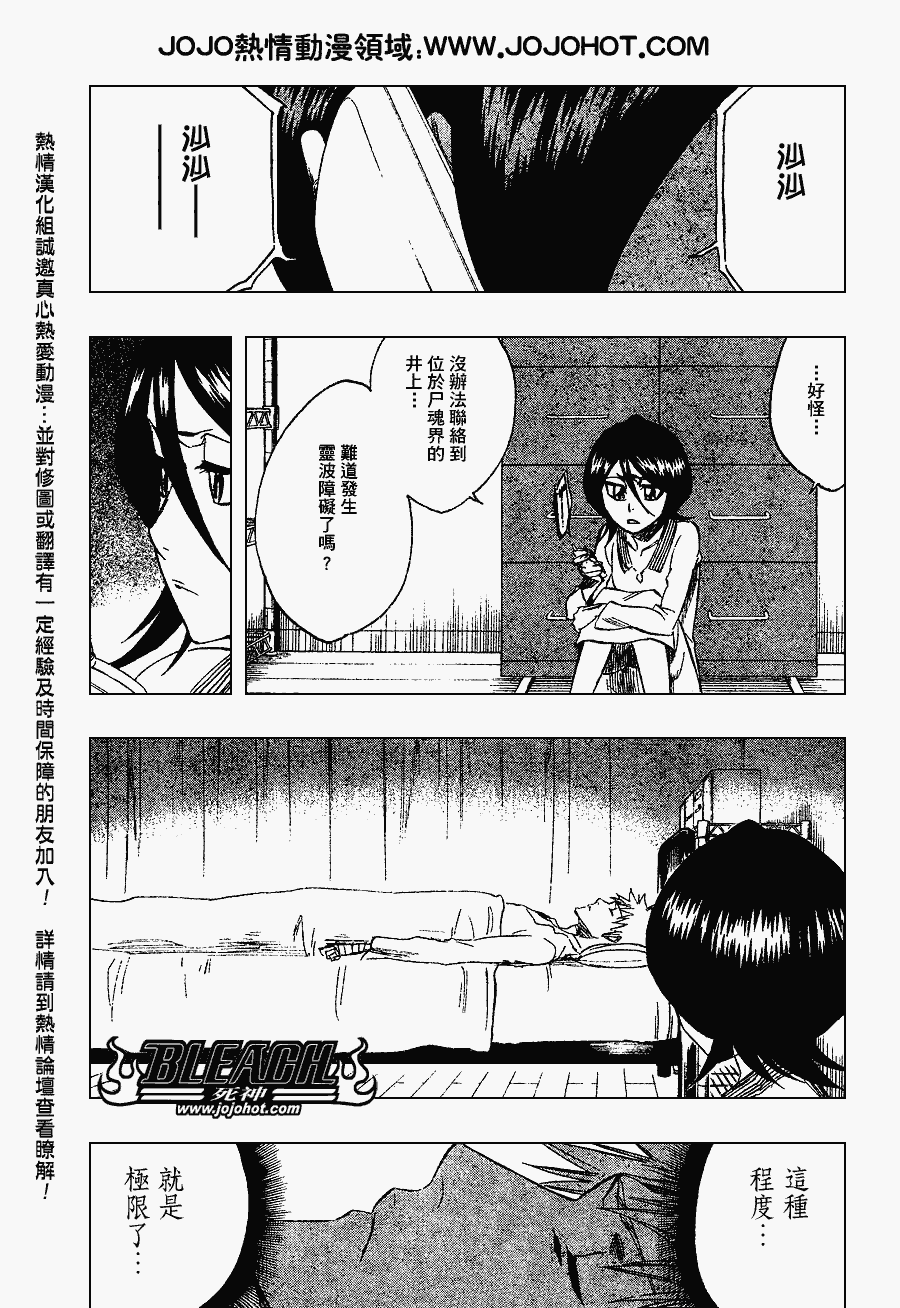 JOJO熱情動漫領域:WWW.JOJOHOT.COM
汕汕
汕汕——
——
…好怪…
沒辦法聯絡到
位於尸魂界的
井上…
難道發生
靈波障礙了嗎？
BLEACH
死神
www.jojohot.com
這種
程度…
就是
極限了…
熱情漢化組誠邀真心熱愛動漫…並對修圖或翻譯有一定經驗及時間保障的朋友加入！ 詳情請到熱情論壇查看瞭解！